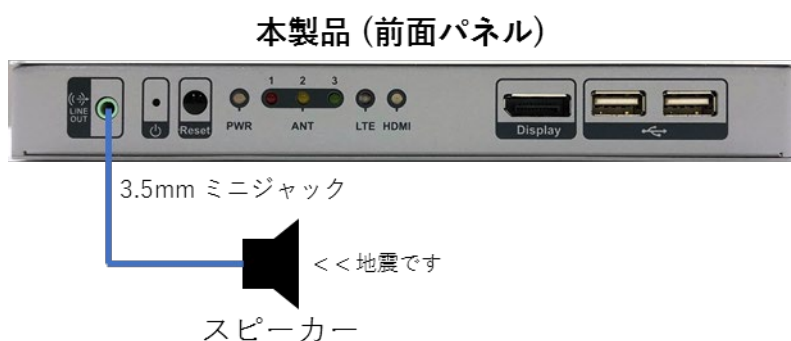 本製品 (前面パネル)
LINE
OUT
Reset
PWR
1 2 3
ANT
LTE HDMI
Display
3.5mm ミニジャック
<<地震です
スピーカー